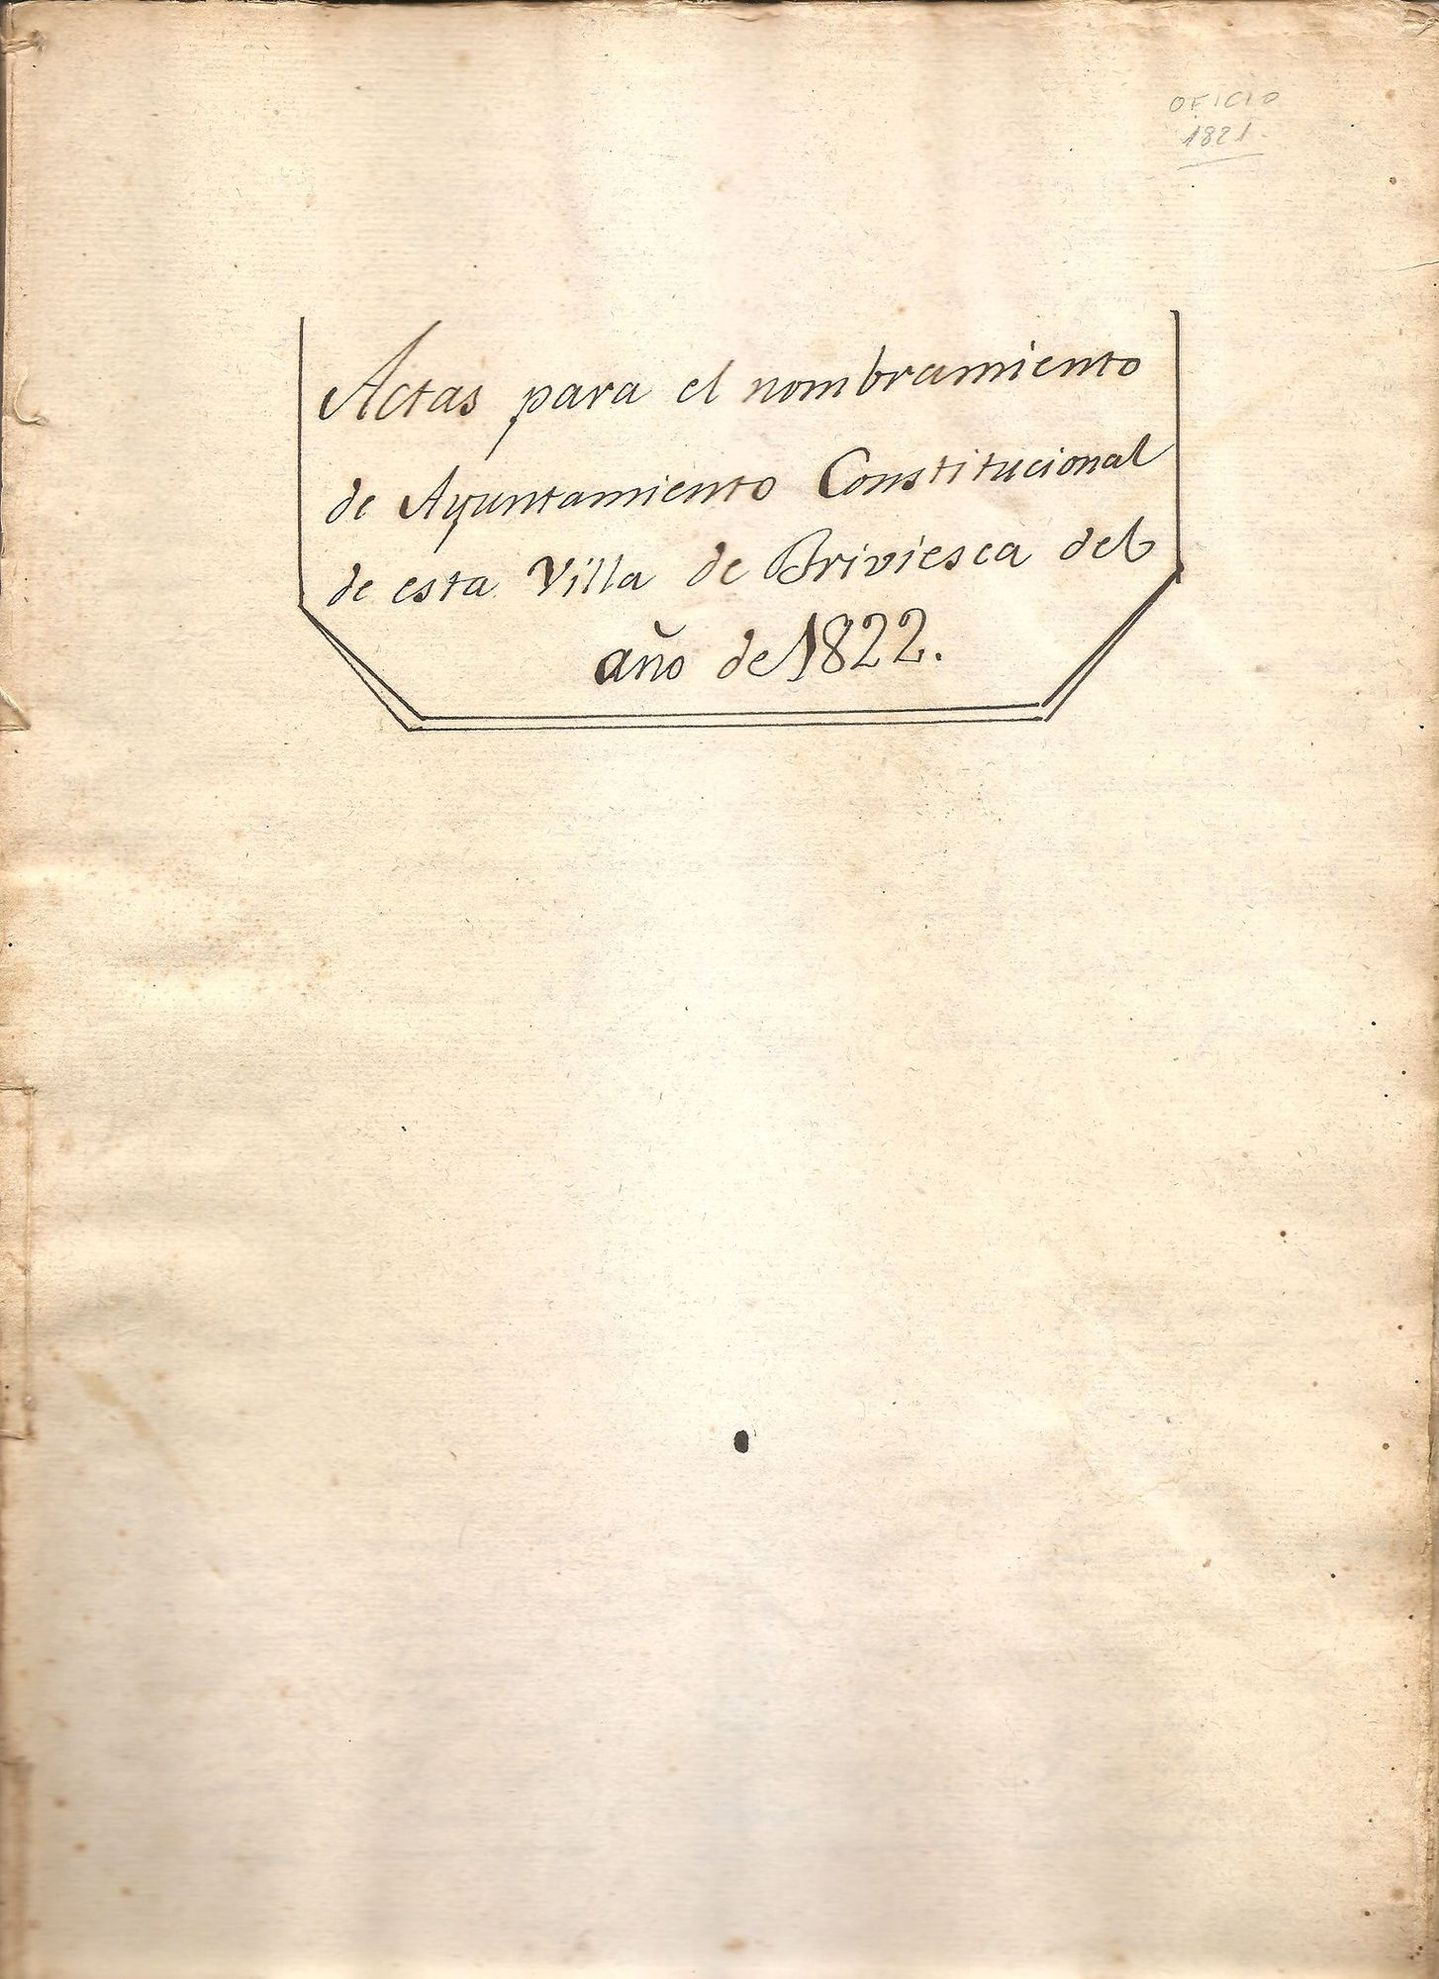 OFICIO
1821.
Actas para el nombramiento
de Ayuntamiento Constitucional
de esta Villa de Briviesca del
año de 1822.